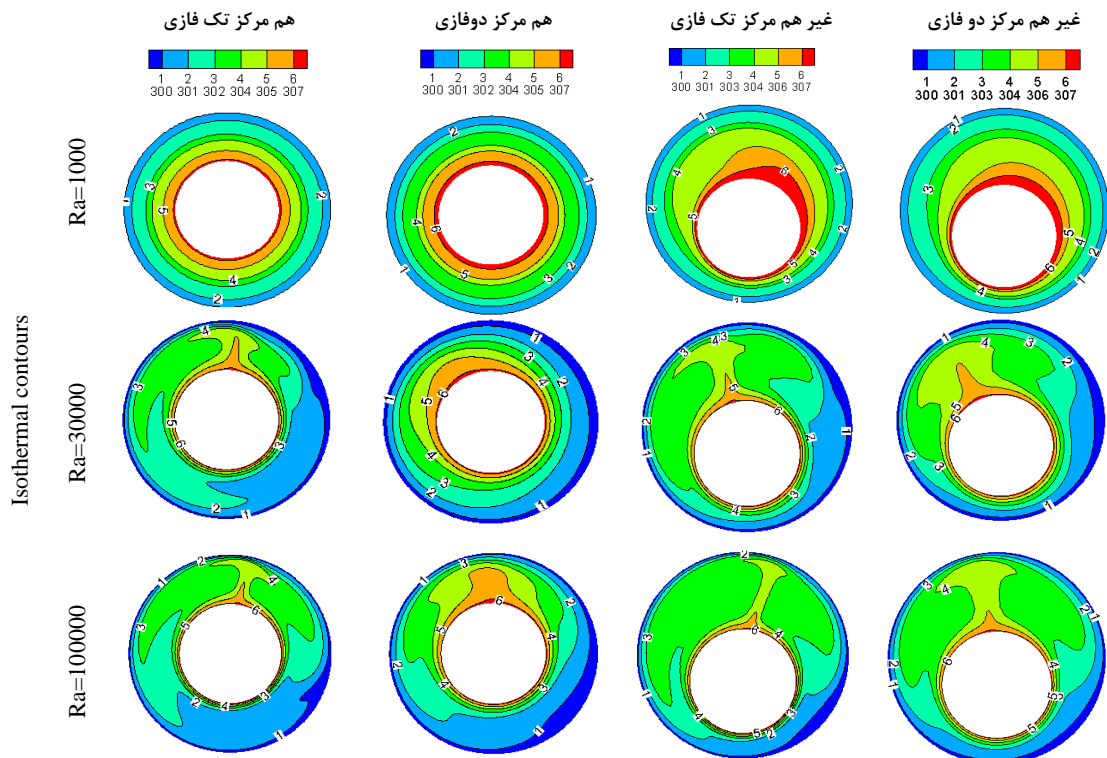 هم مرکز تک فازی
هم مرکز دوفازی
غیر هم مرکز تک فازی
غیر هم مرکز دو فازی
1 2 3 4 5 6
300 301 302 304 305 307
1 2 3 4 5 6
300 301 302 304 305 307
1 2 3 4 5 6
300 301 303 304 306 307
1 2 3 4 5 6
300 301 303 304 306 307
Isothermal contours
Ra=1000
Ra=30000
Ra=100000